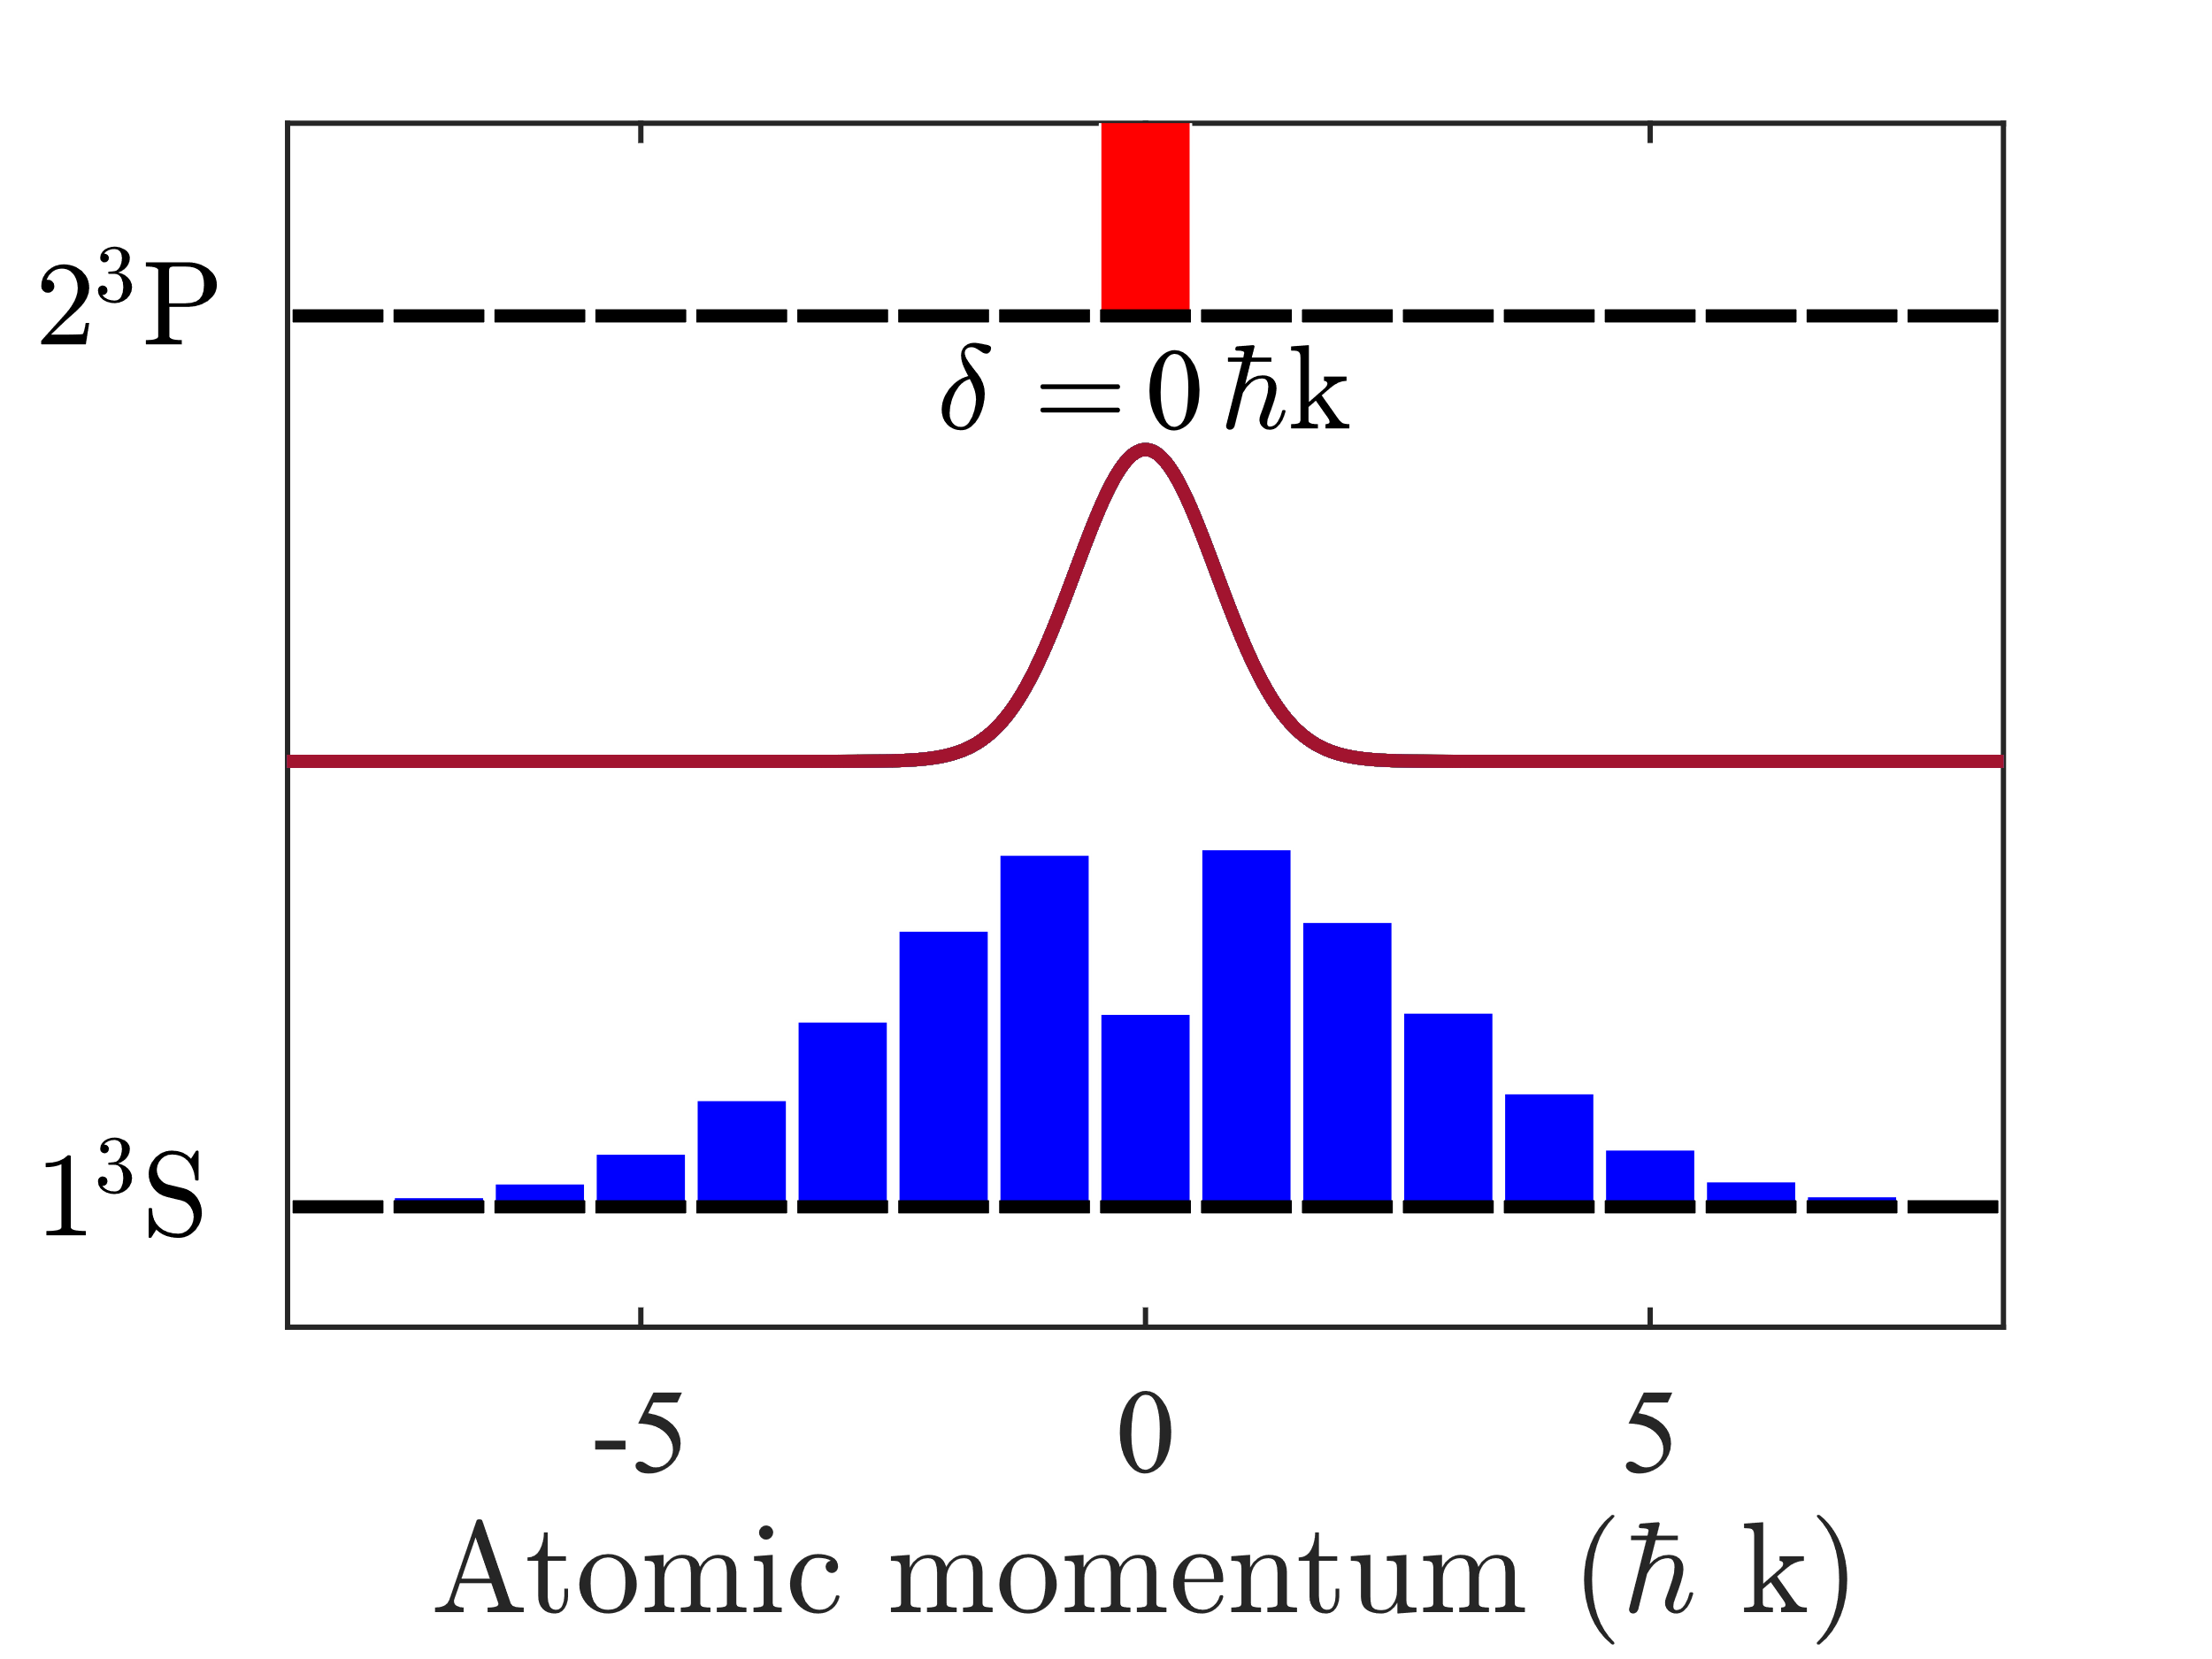 2³P
δ = 0 ℏk
1³S
-5 0 5
Atomic momentum (ℏ k)